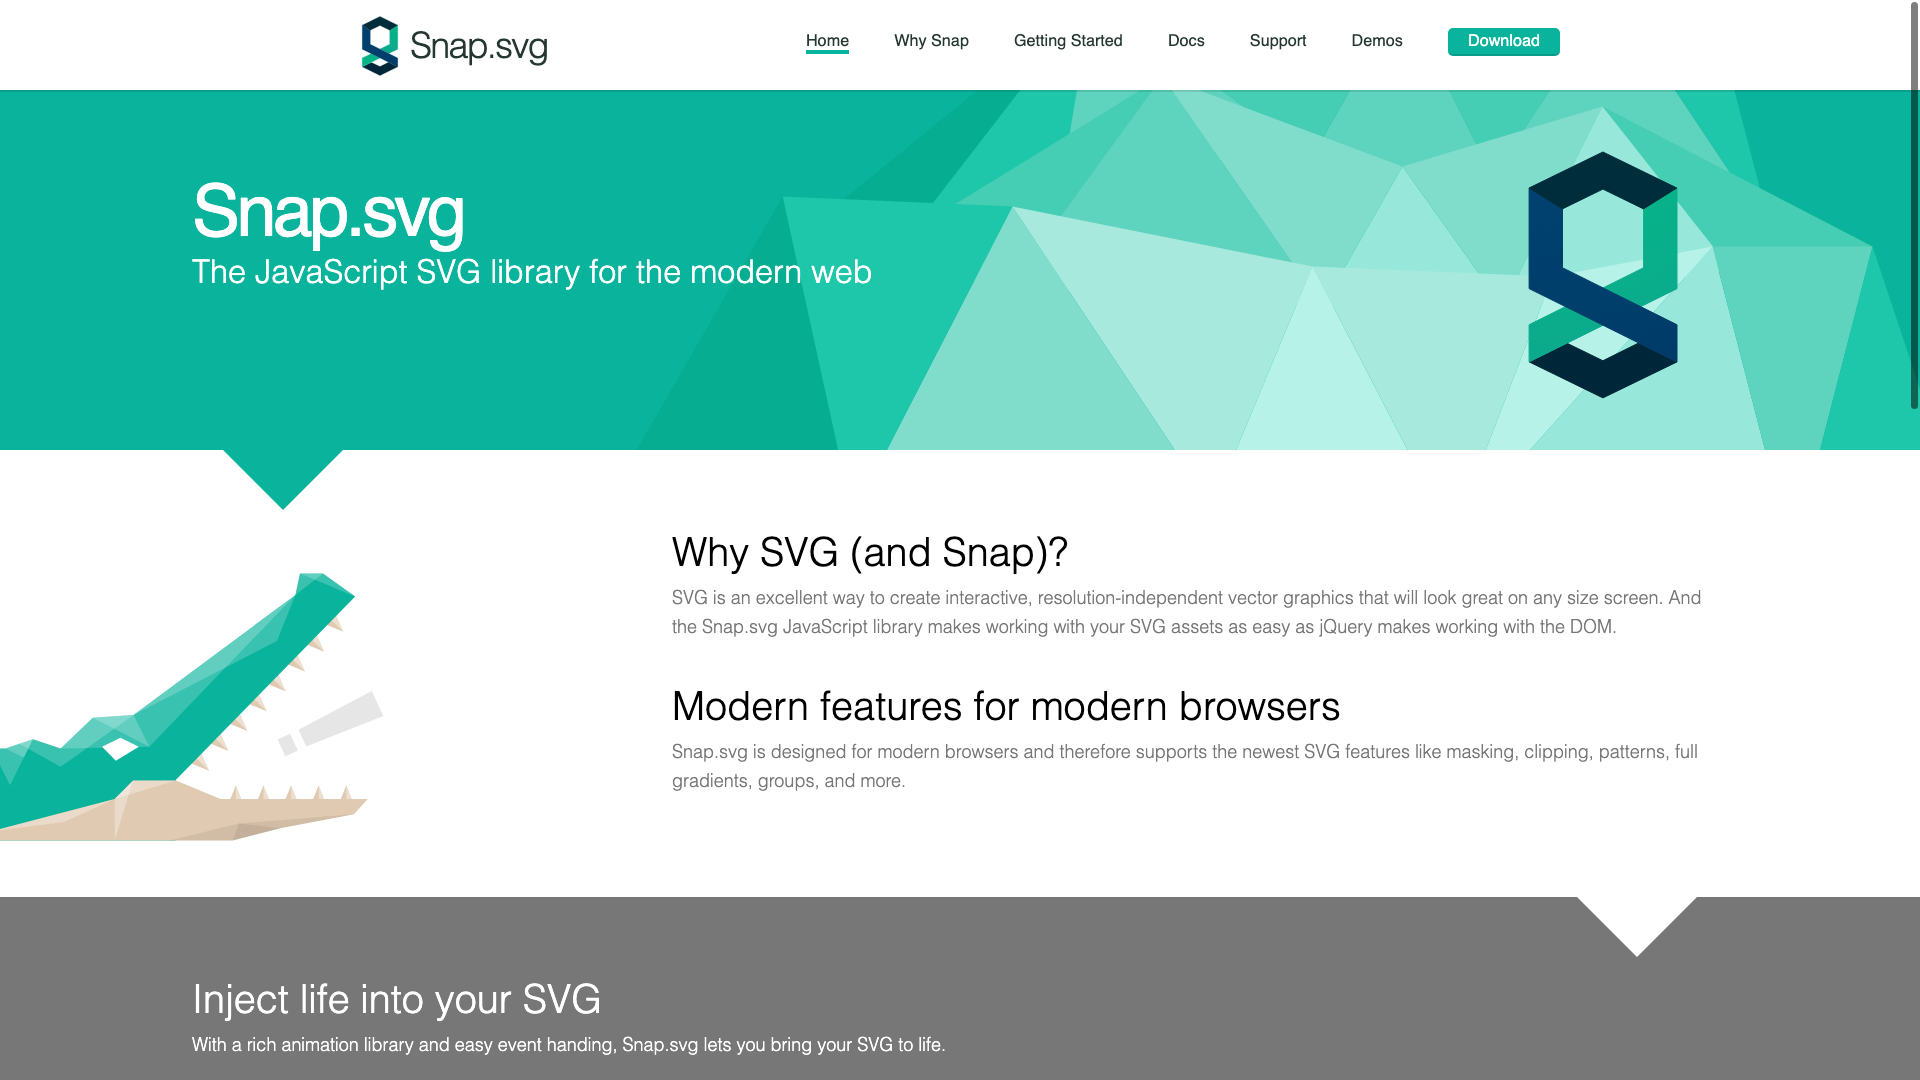 Snap.svg
Home
Why Snap
Getting Started
Docs
Support
Demos
Download
Snap.svg
The JavaScript SVG library for the modern web
Why SVG (and Snap)?
SVG is an excellent way to create interactive, resolution-independent vector graphics that will look great on any size screen. And
the Snap.svg JavaScript library makes working with your SVG assets as easy as jQuery makes working with the DOM.
Modern features for modern browsers
Snap.svg is designed for modern browsers and therefore supports the newest SVG features like masking, clipping, patterns, full
gradients, groups, and more.
Inject life into your SVG
With a rich animation library and easy event handing, Snap.svg lets you bring your SVG to life.